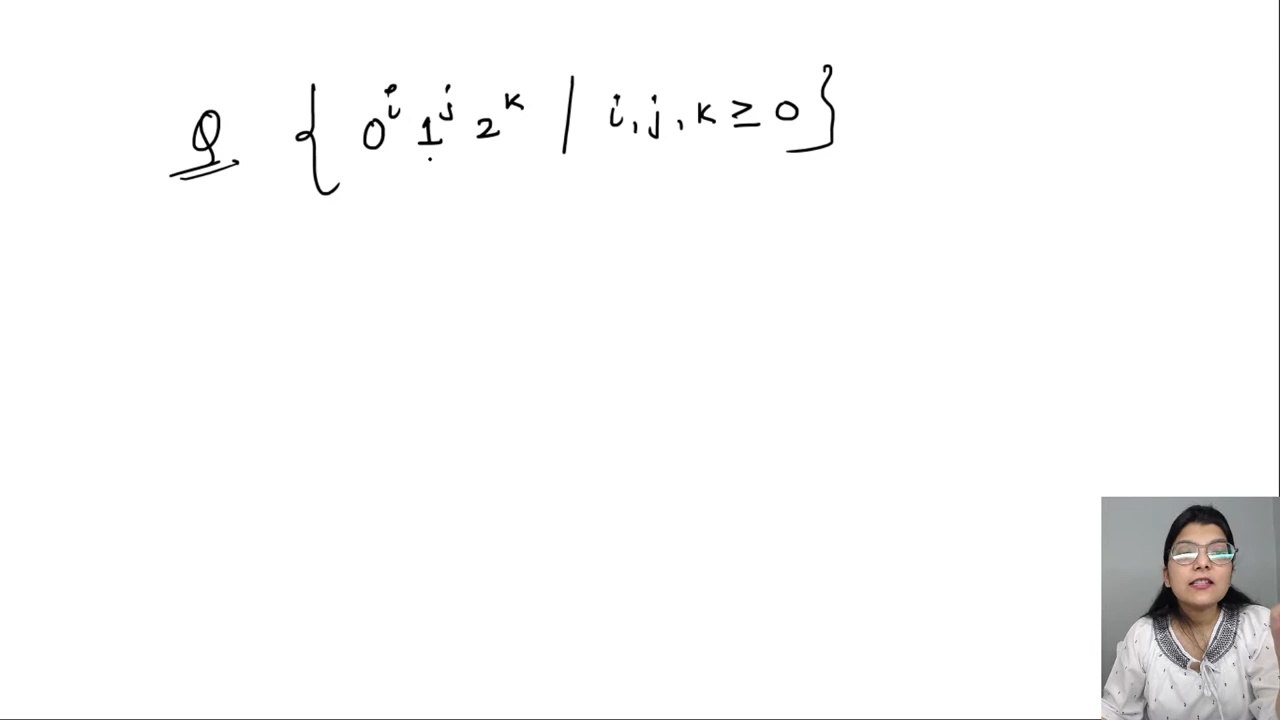 Q { 0^i 1^j 2^k / i, j, k ≥ 0 }